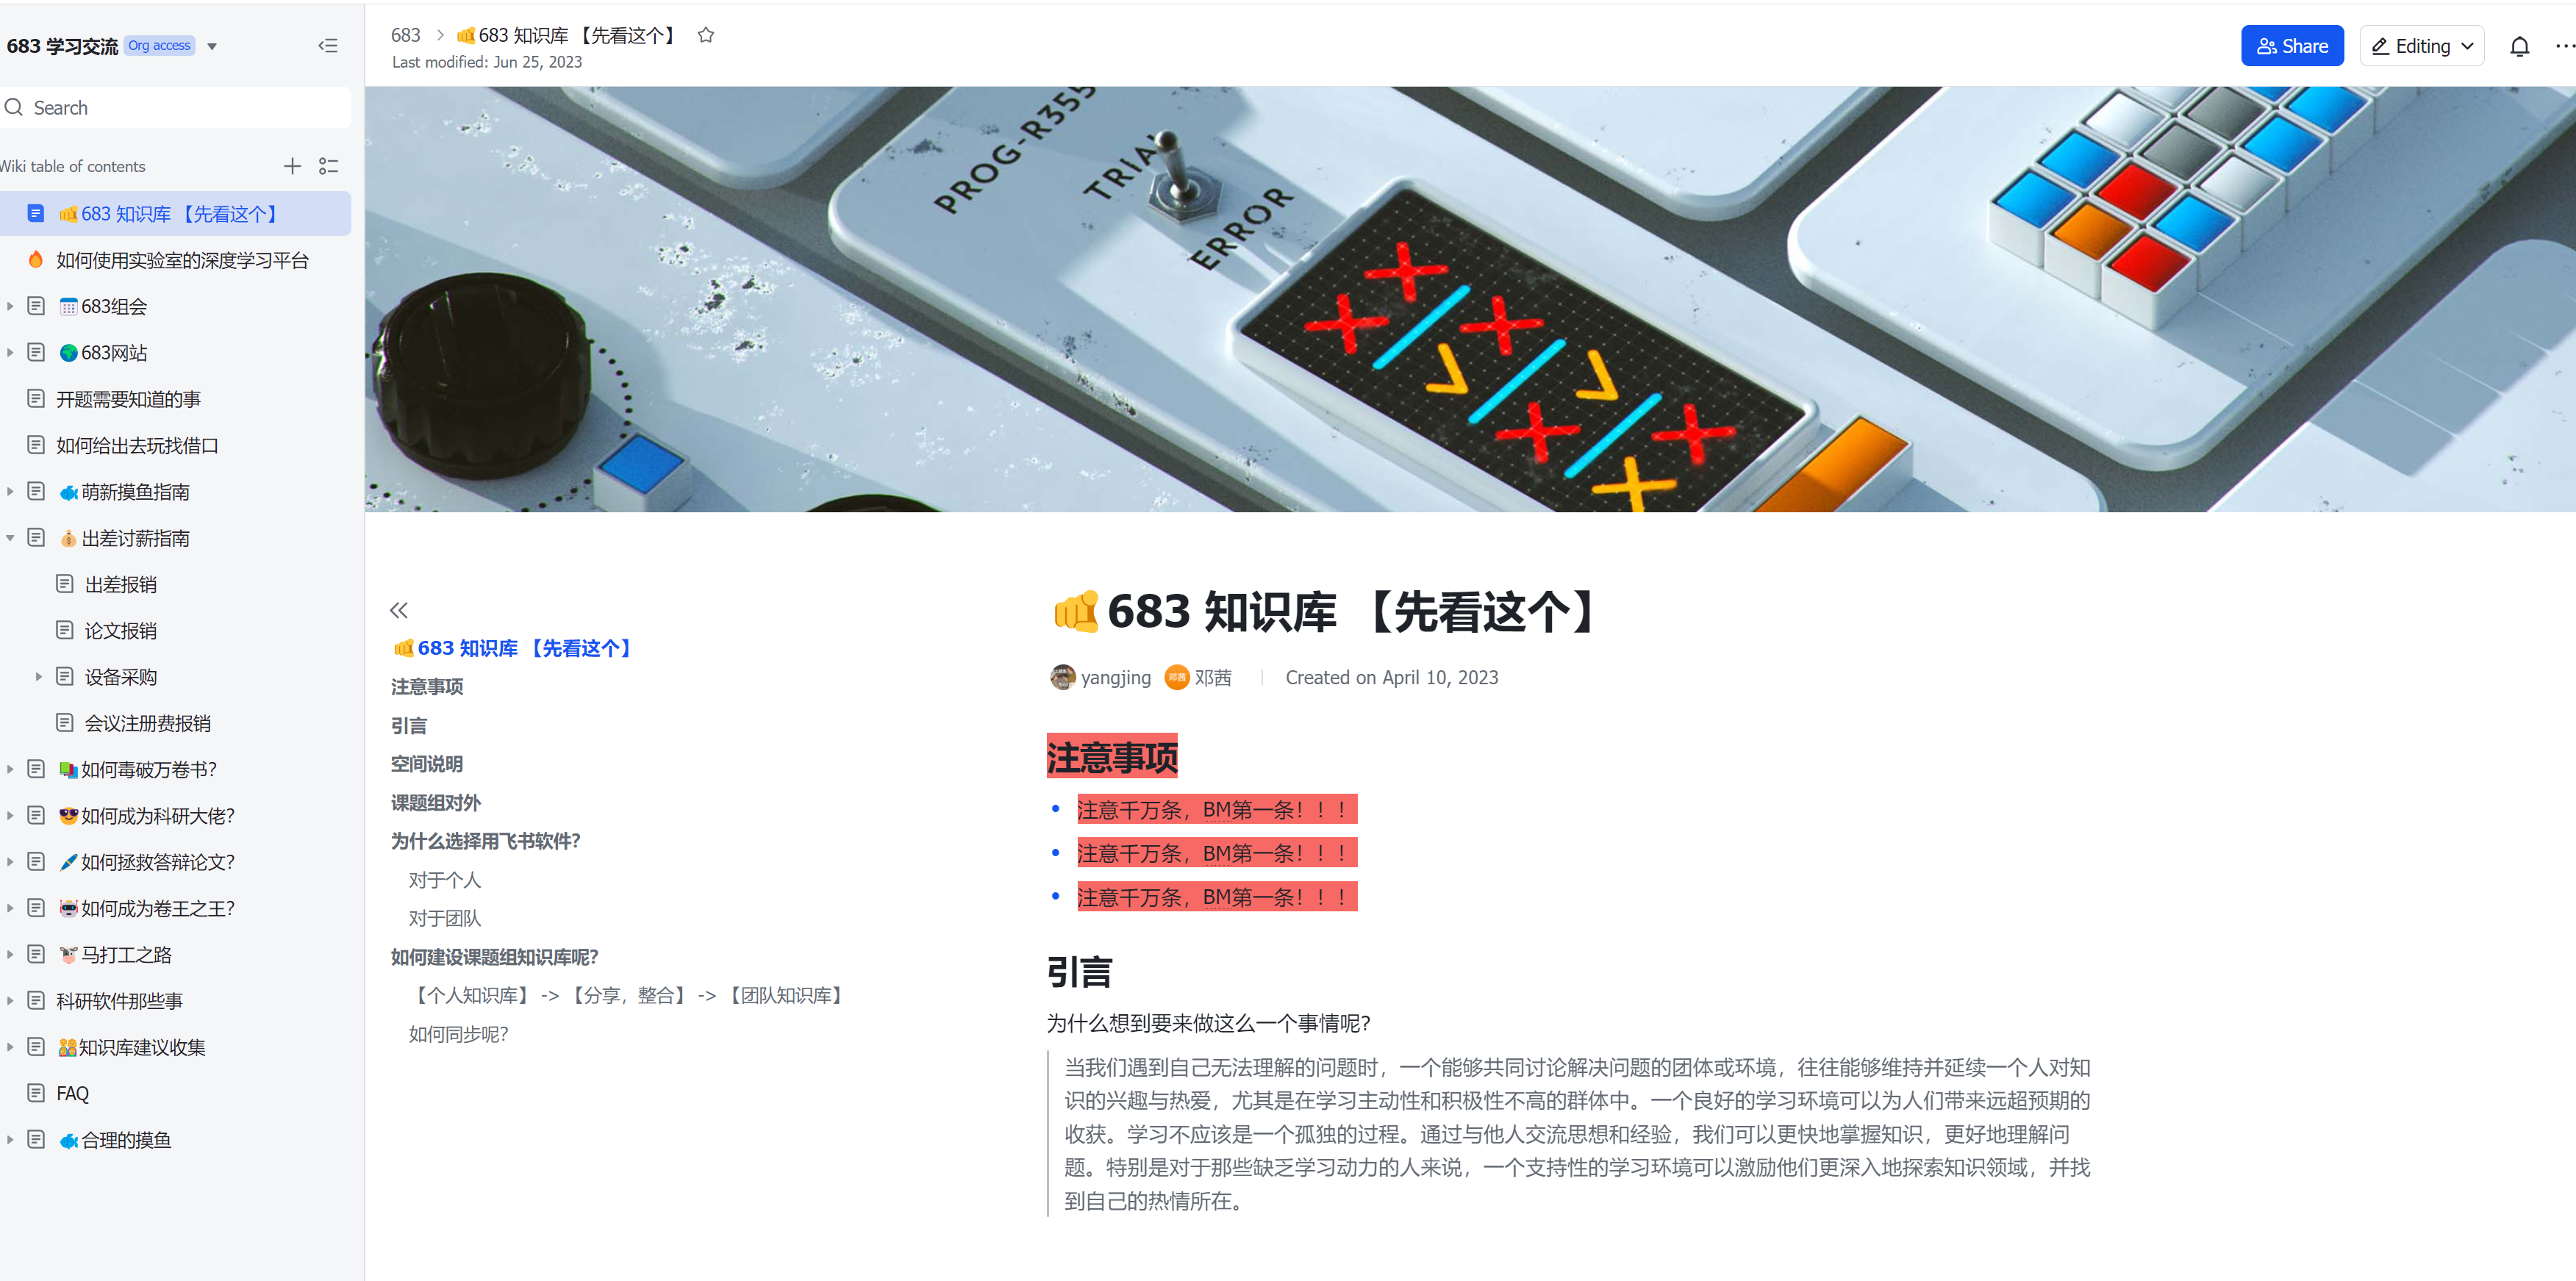 683 学习交流 Org access
Search
Wiki table of contents
👊683 知识库 【先看这个】
🔥 如何使用实验室的深度学习平台
683组会
683网站
开题需要知道的事
如何给出去玩找借口
🐟萌新摸鱼指南
💰出差讨薪指南
出差报销
论文报销
设备采购
会议注册费报销
如何毒破万卷书?
😎如何成为科研大佬?
如何拯救答辩论文?
🤖如何成为卷王之王?
🐮马打工之路
科研软件那些事
知识库建议收集
FAQ
🐟合理的摸鱼
683 > 683 知识库 【先看这个】
Last modified: Jun 25, 2023
Share
Editing
PROG-R355
TRIAL
ERROR
683 知识库 【先看这个】
注意事项
引言
空间说明
课题组对外
为什么选择用飞书软件?
对于个人
对于团队
如何建设课题组知识库呢?
【个人知识库】 -> 【分享，整合】 -> 【团队知识库】
如何同步呢?
683 知识库 【先看这个】
yangjing 邓茜 邓茜 | Created on April 10, 2023
注意事项
• 注意千万条，BM第一条！！！
• 注意千万条，BM第一条！！！
• 注意千万条，BM第一条！！！
引言
为什么想到要来做这么一个事情呢?
当我们遇到自己无法理解的问题时，一个能够共同讨论解决问题的团体或环境，往往能够维持并延续一个人对知
识的兴趣与热爱，尤其是在学习主动性和积极性不高的群体中。一个良好的学习环境可以为人们带来远超预期的
收获。学习不应该是一个孤独的过程。通过与他人交流思想和经验，我们可以更快地掌握知识，更好地理解问
题。特别是对于那些缺乏学习动力的人来说，一个支持性的学习环境可以激励他们更深入地探索知识领域，并找
到自己的热情所在。